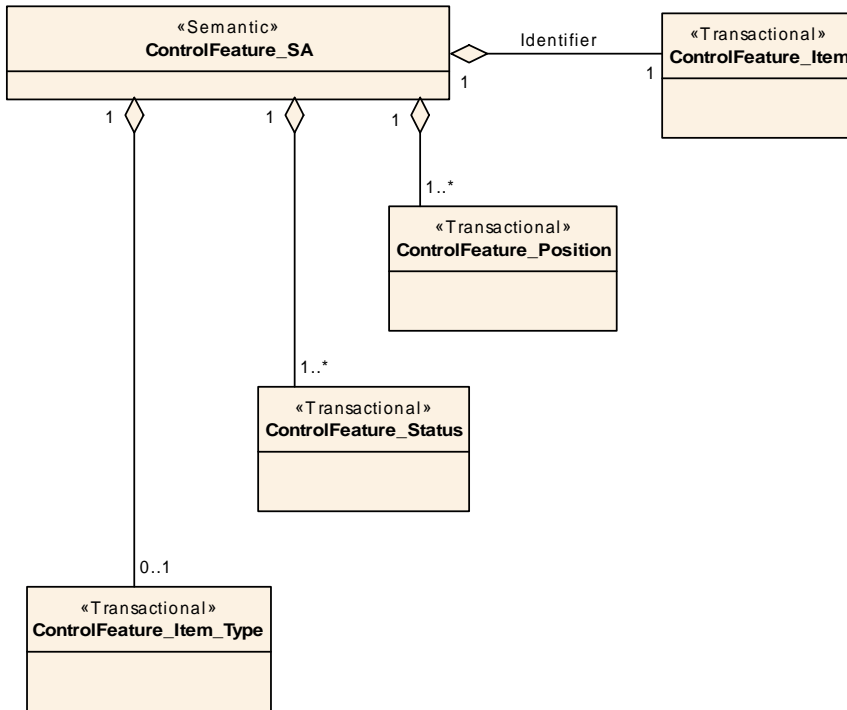 «Semantic»
ControlFeature_SA
Identifier
1
1
«Transactional»
ControlFeature_Item
1
1
1
1..*
«Transactional»
ControlFeature_Position
1..*
«Transactional»
ControlFeature_Status
0..1
«Transactional»
ControlFeature_Item_Type